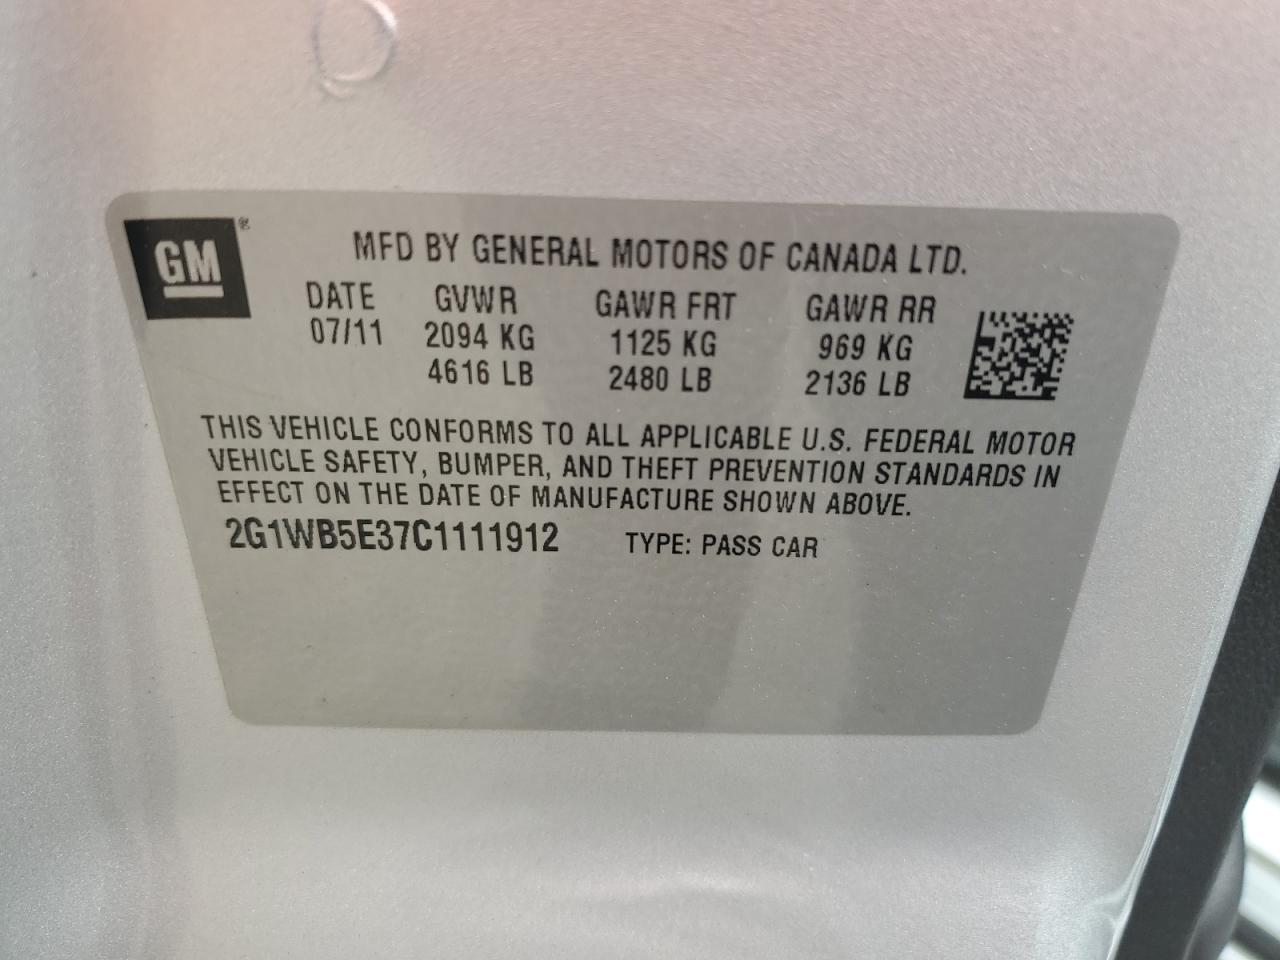 GM®
MFD BY GENERAL MOTORS OF CANADA LTD.
DATE GVWR GAWR FRT GAWR RR
07/11 2094 KG 1125 KG 969 KG
4616 LB 2480 LB 2136 LB
THIS VEHICLE CONFORMS TO ALL APPLICABLE U.S. FEDERAL MOTOR
VEHICLE SAFETY, BUMPER, AND THEFT PREVENTION STANDARDS IN
EFFECT ON THE DATE OF MANUFACTURE SHOWN ABOVE.
2G1WB5E37C1111912 TYPE: PASS CAR